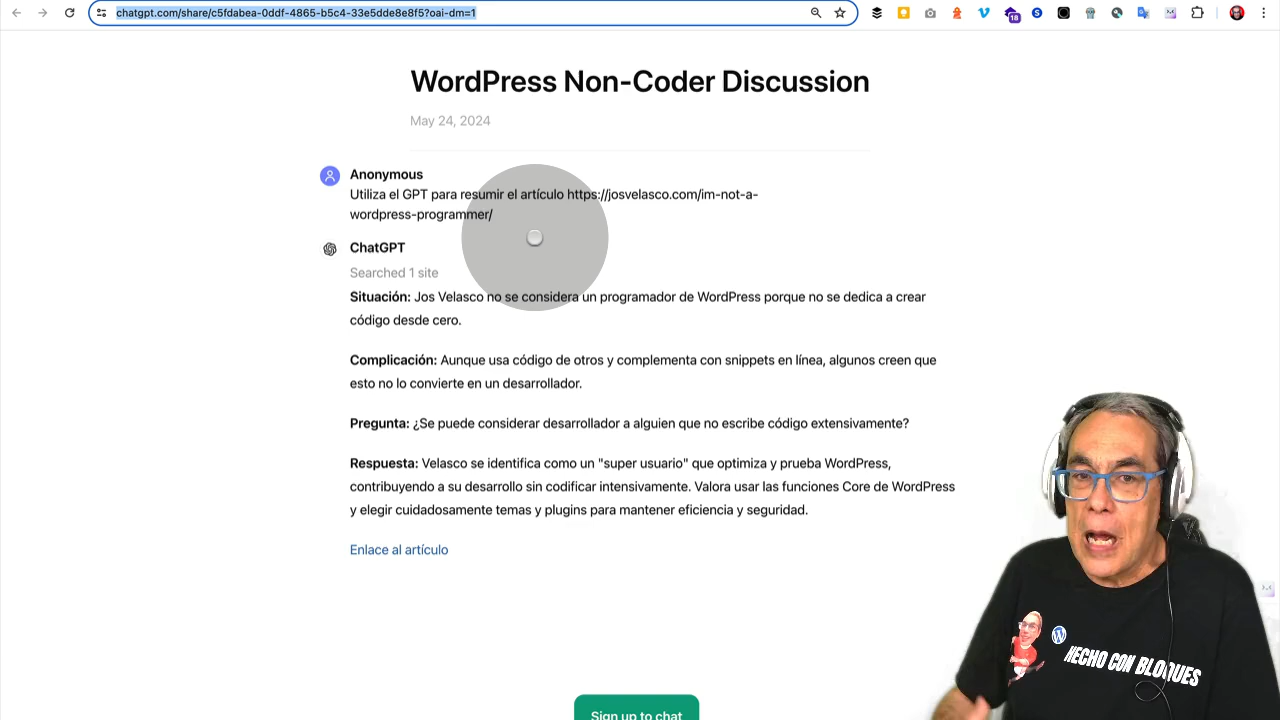 chatgpt.com/share/c5fdabea-0ddf-4865-b5c4-33e5dde8e8f5?oai-dm=1
18
WordPress Non-Coder Discussion
May 24, 2024
Anonymous
Utiliza el GPT para resumir el artículo https://josvelasco.com/im-not-a-
wordpress-programmer/
ChatGPT
Searched 1 site
Situación: Jos Velasco no se considera un programador de WordPress porque no se dedica a crear
código desde cero.
Complicación: Aunque usa código de otros y complementa con snippets en línea, algunos creen que
esto no lo convierte en un desarrollador.
Pregunta: ¿Se puede considerar desarrollador a alguien que no escribe código extensivamente?
Respuesta: Velasco se identifica como un "super usuario" que optimiza y prueba WordPress,
contribuyendo a su desarrollo sin codificar intensivamente. Valora usar las funciones Core de WordPress
y elegir cuidadosamente temas y plugins para mantener eficiencia y seguridad.
Enlace al artículo
HECHO CON BLOQUES
Sign up to chat